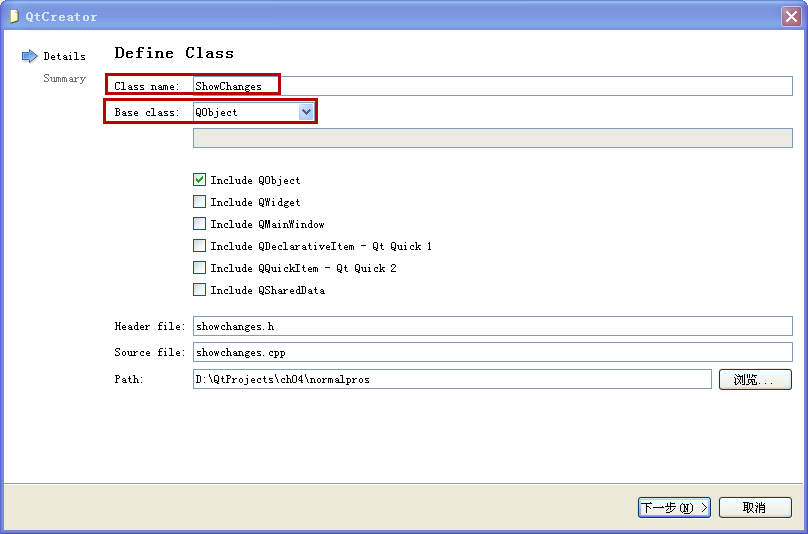 QtCreator
Details
Summary
Define Class
Class name: ShowChanges
Base class: QObject
Include QObject
Include QWidget
Include QMainWindow
Include QDeclarativeItem - Qt Quick 1
Include QQuickItem - Qt Quick 2
Include QSharedData
Header file: showchanges.h
Source file: showchanges.cpp
Path: D:\QtProjects\ch04\normalpros 浏览...
下一步(N) > 取消